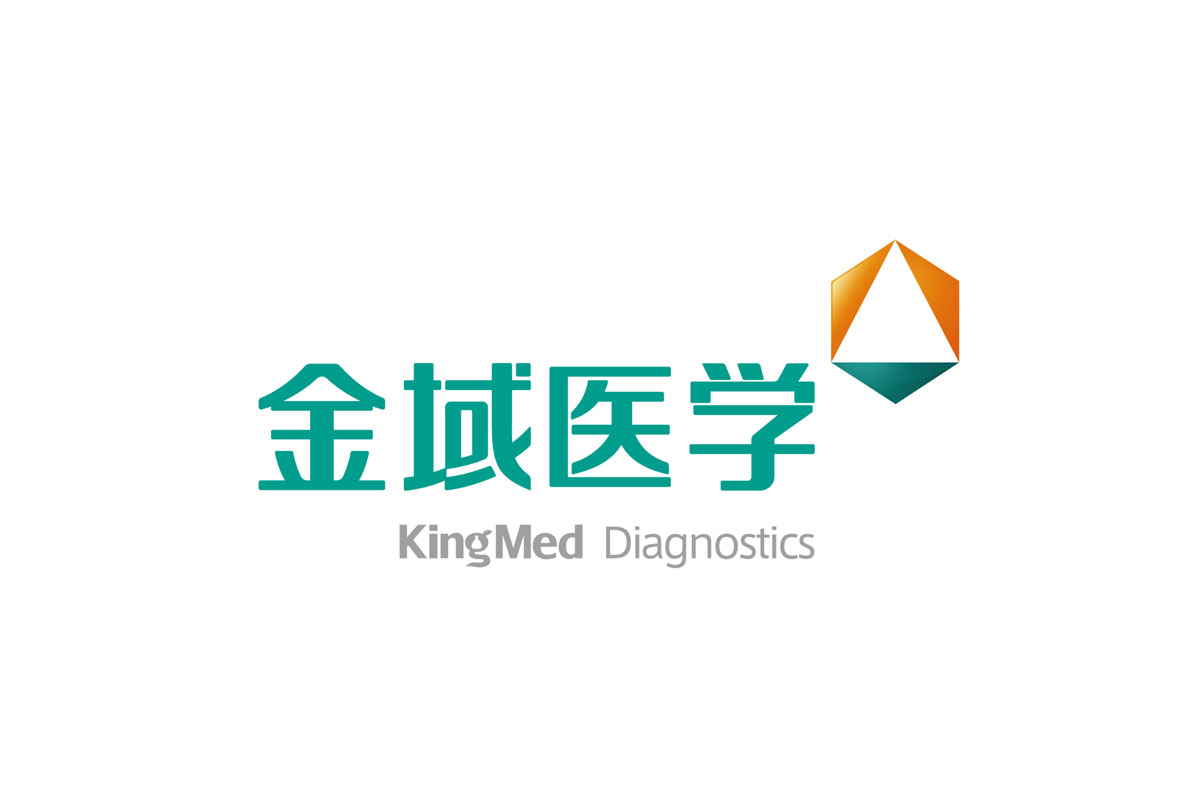 金域医学
KingMed Diagnostics